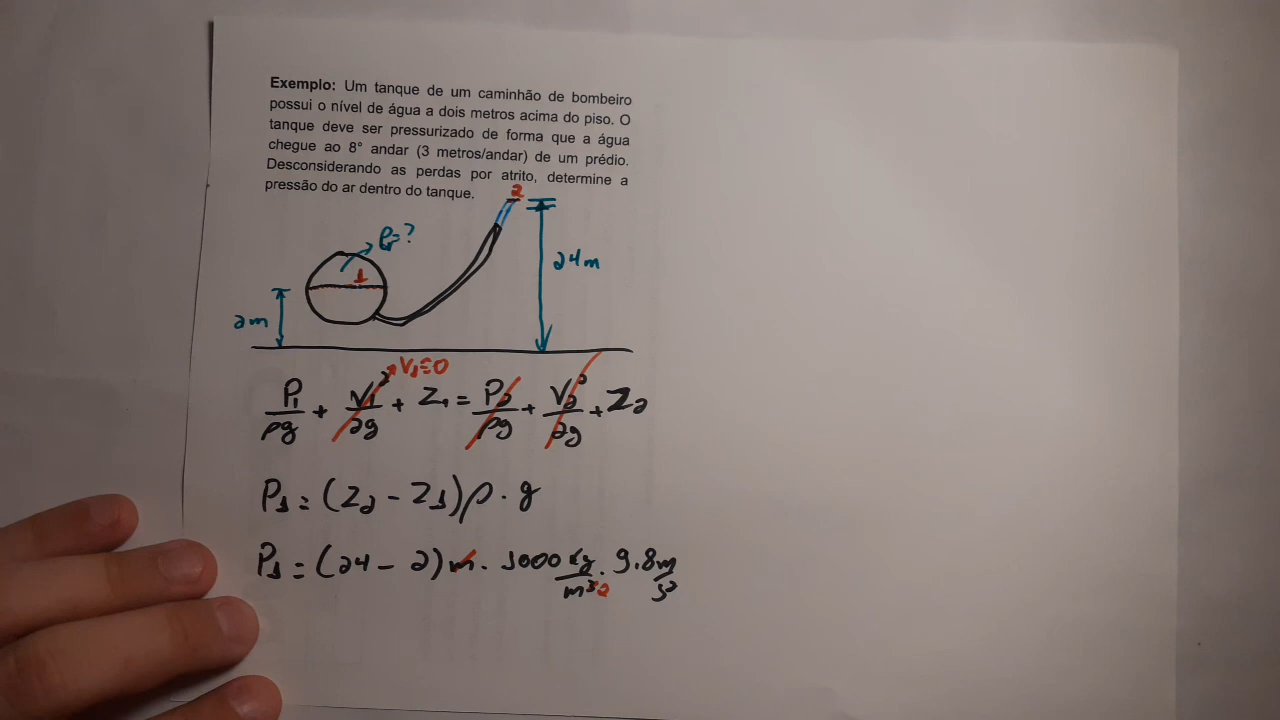 Exemplo: Um tanque de um caminhão de bombeiro
possui o nível de água a dois metros acima do piso. O
tanque deve ser pressurizado de forma que a água
chegue ao 8° andar (3 metros/andar) de um prédio.
Desconsiderando as perdas por atrito, determine a
pressão do ar dentro do tanque.
2
P=?
1
24m
2m
V₁=0
P₁/ρg + V₁²/2g + Z₁ = P₂/ρg + V₂²/2g + Z₂
P₁ = (Z₂ - Z₁)ρ · g
P₁ = (24 - 2)m · 1000 kg/m³² · 9.8m/s²